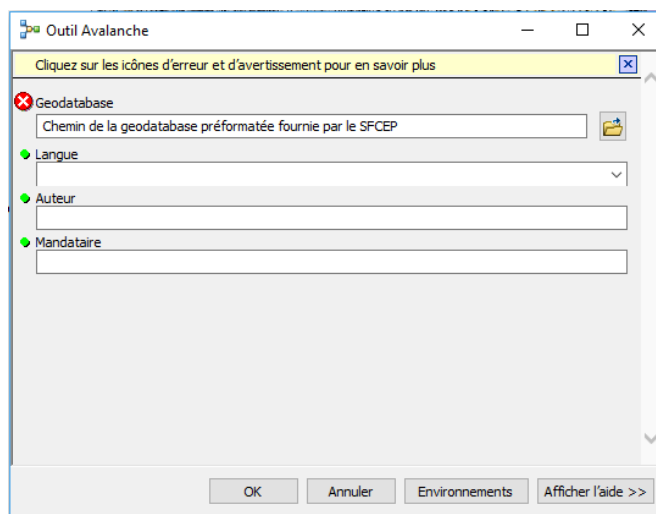 Outil Avalanche
Cliquez sur les icônes d'erreur et d'avertissement pour en savoir plus
Geodatabase
Chemin de la geodatabase préformatée fournie par le SFCEP
Langue
Auteur
Mandataire
OK Annuler Environnements Afficher l'aide >>